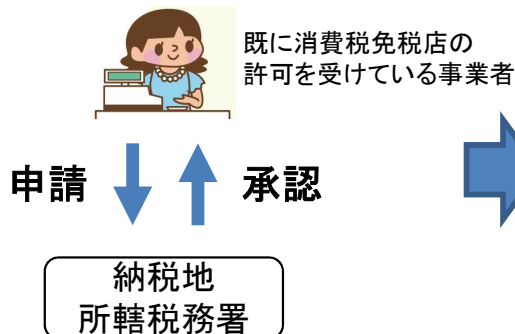 既に消費税免税店の
許可を受けている事業者
申請
承認
納税地
所轄税務署